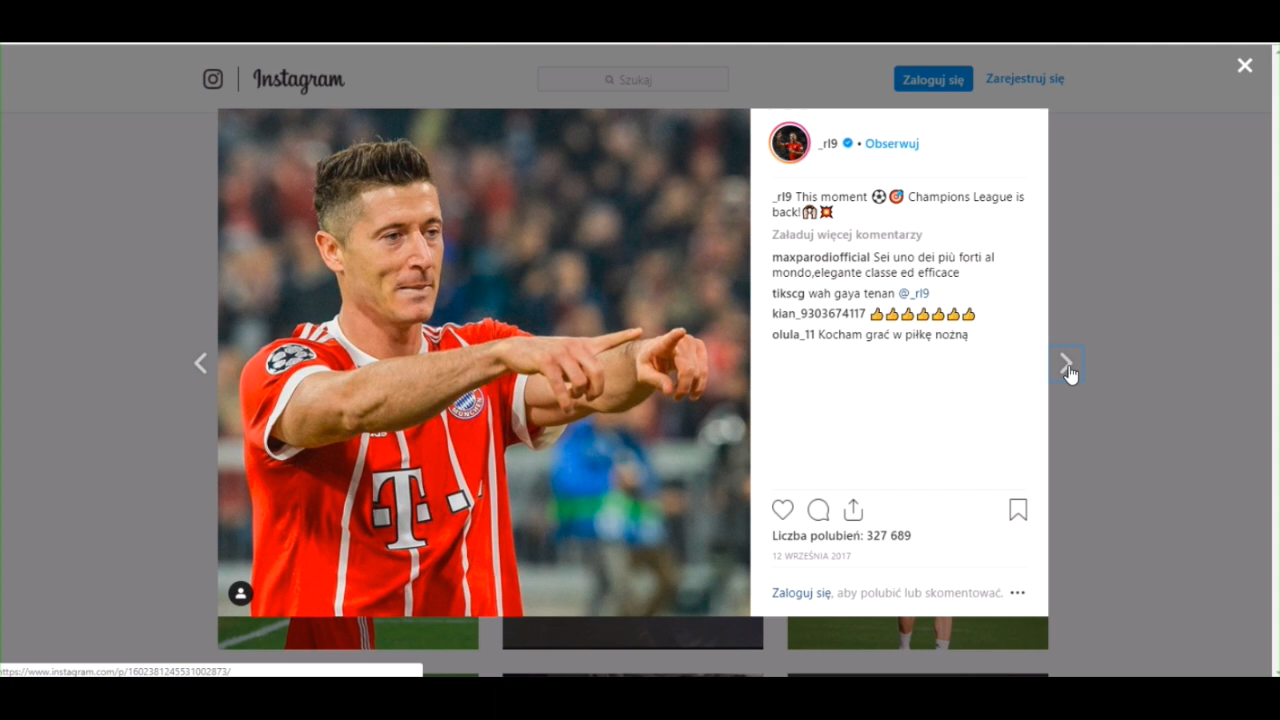 Instagram
Szukaj
Zaloguj się
Zarejestruj się
_rl9 • Obserwuj
_rl9 This moment ⚽🎯 Champions League is
back!🙈💥
Załaduj więcej komentarzy
maxparodiofficial Sei uno dei più forti al
mondo,elegante classe ed efficace
tikscg wah gaya tenan @_rl9
kian_9303674117 👍👍👍👍👍👍👍
olula_11 Kocham grać w piłkę nożną
Liczba polubień: 327 689
12 WRZEŚNIA 2017
Zaloguj się, aby polubić lub skomentować.
MÜNCHEN
T
https://www.instagram.com/p/1602381245531002873/